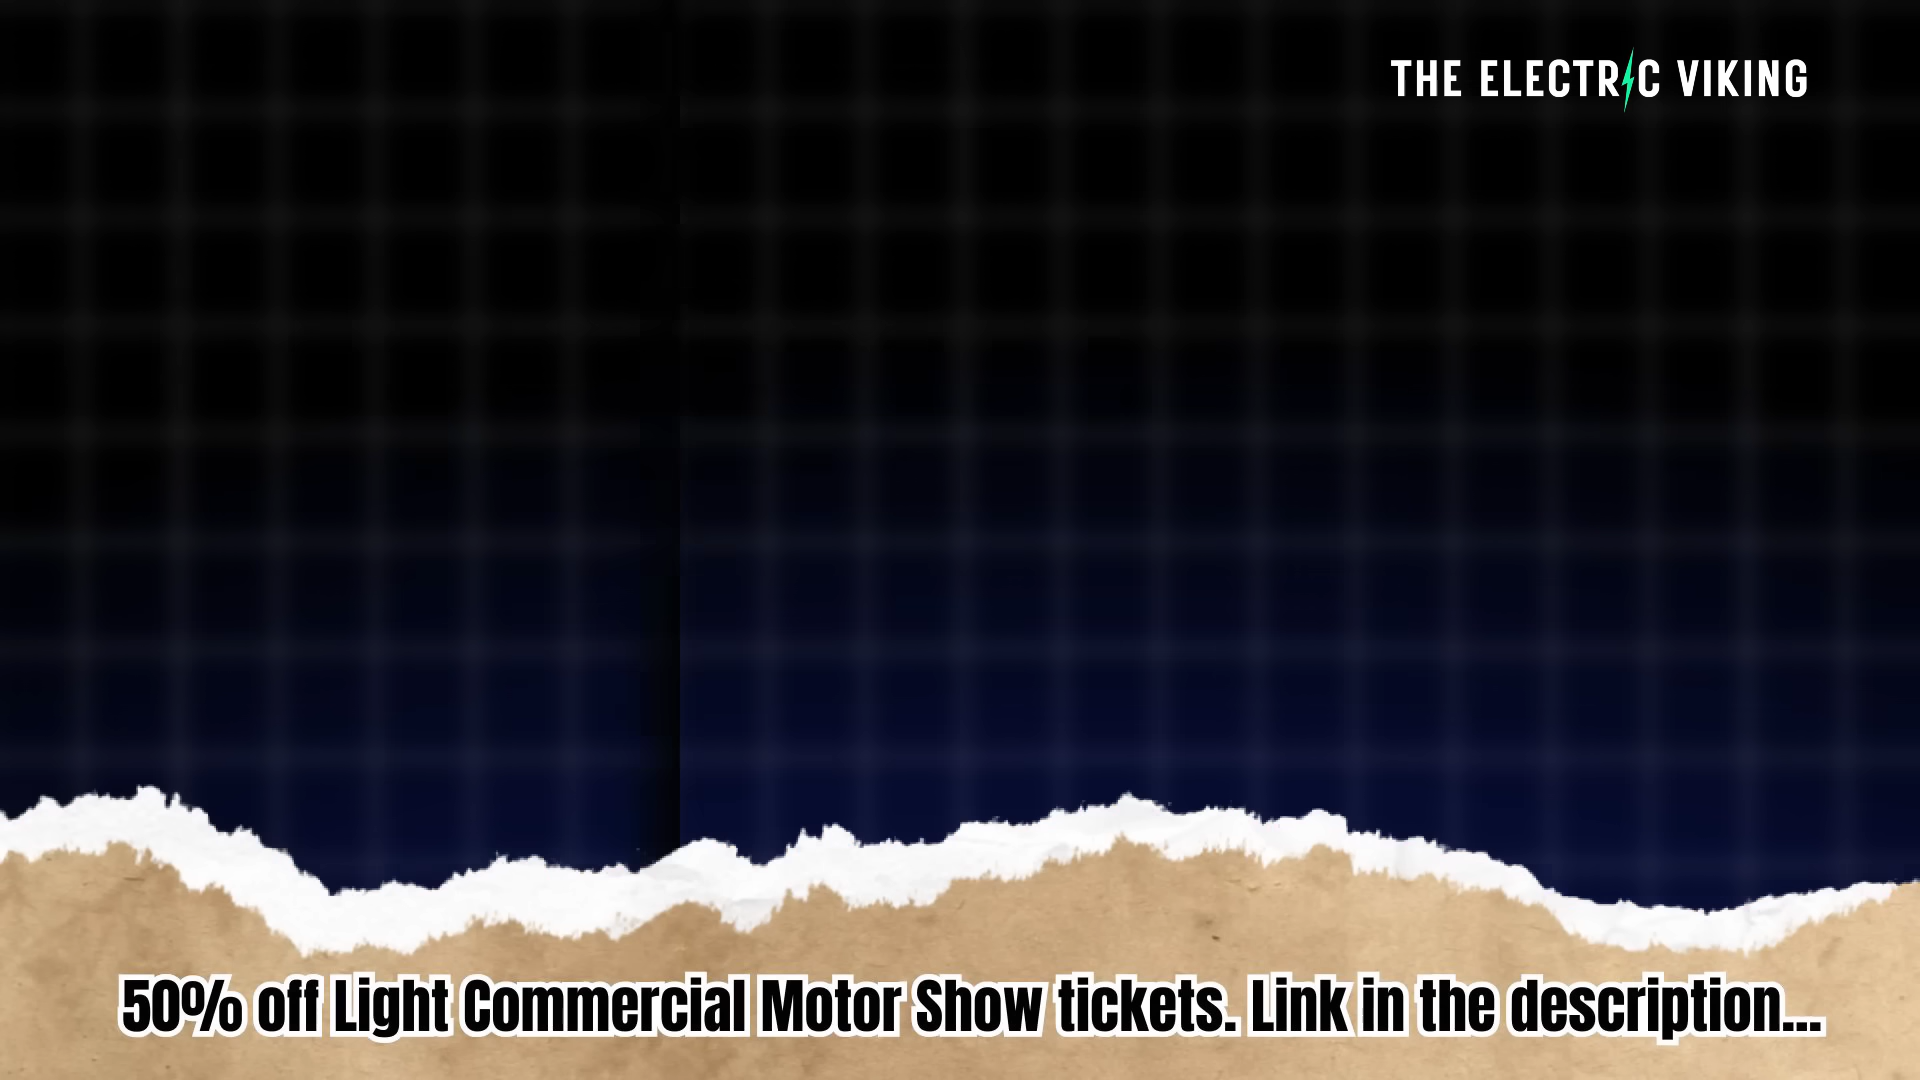 THE ELECTRIC VIKING
50% off Light Commercial Motor Show tickets. Link in the description...